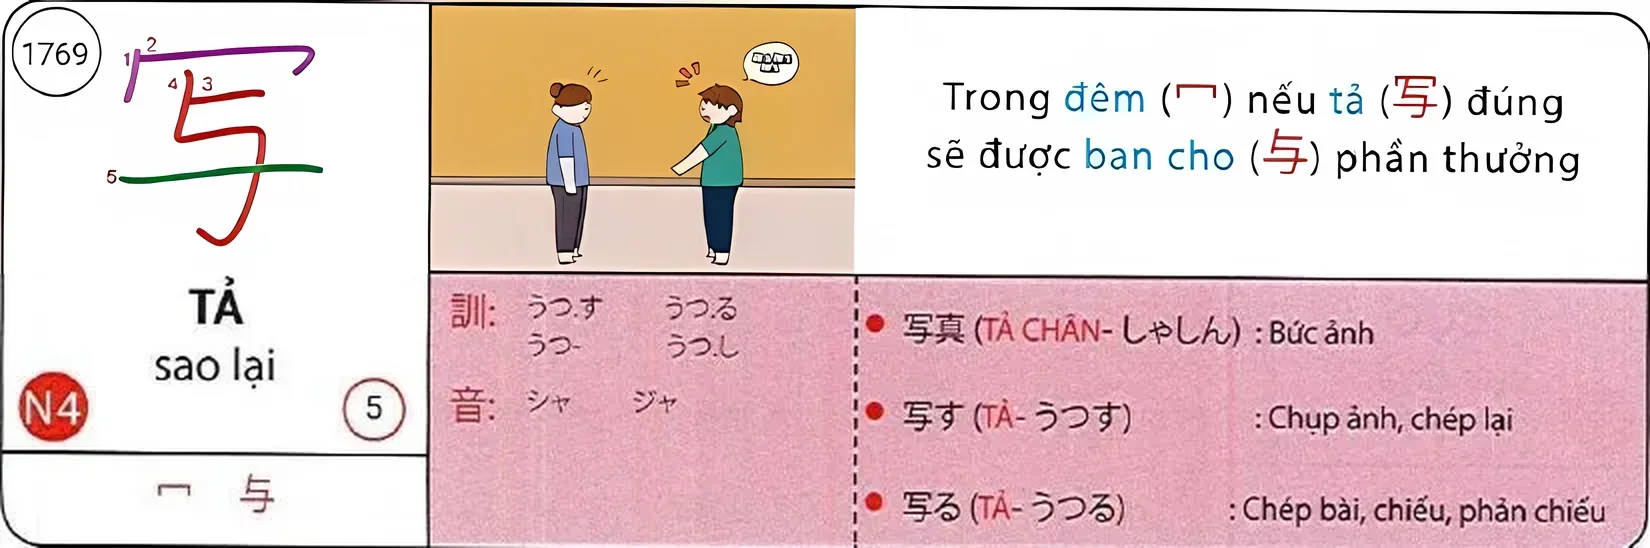 1769
1 2
4 3
5
写
TẢ
sao lại
N4
5
冖 与
Trong đêm (冖) nếu tả (写) đúng
sẽ được ban cho (与) phần thưởng
訓: うつ.す うつ.る
うつ- うつ.し
音: シャ ジャ
● 写真 (TẢ CHÂN- しゃしん) : Bức ảnh
● 写す (TẢ- うつす) : Chụp ảnh, chép lại
● 写る (TẢ- うつる) : Chép bài, chiếu, phản chiếu